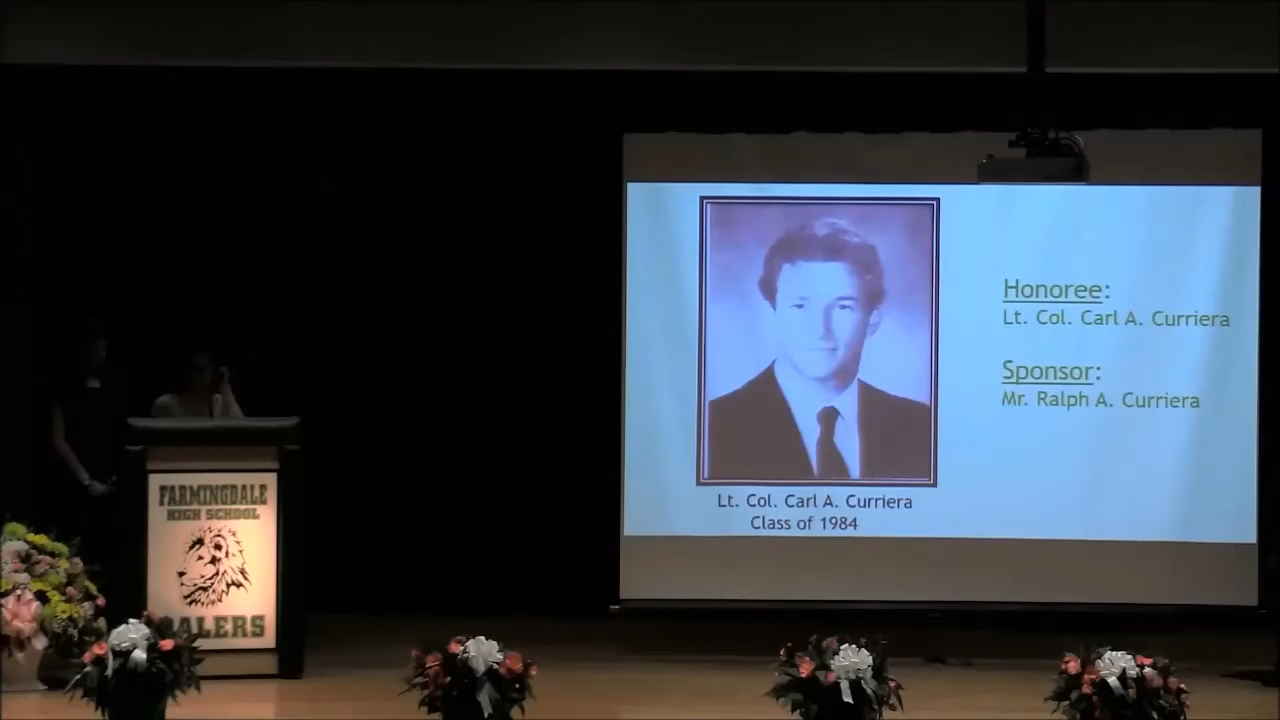 Honoree:
Lt. Col. Carl A. Curriera
Sponsor:
Mr. Ralph A. Curriera
Lt. Col. Carl A. Curriera
Class of 1984
FARMINGDALE
HIGH SCHOOL
DALERS